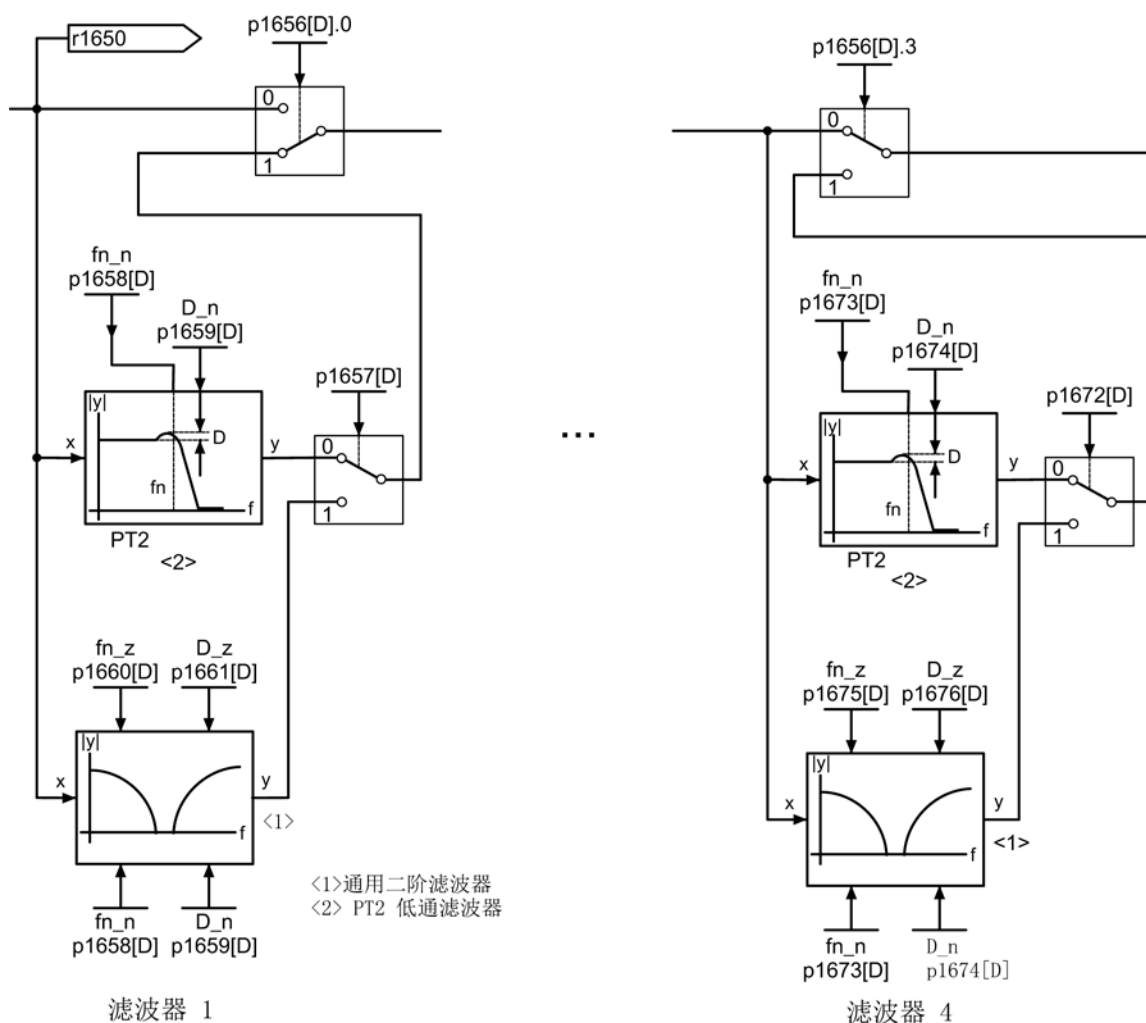 r1650
p1656[D].0
0
1
fn_n
p1658[D]
D_n
p1659[D]
p1657[D]
|y|
x
D
fn
f
y
0
1
PT2
<2>
fn_z
p1660[D]
D_z
p1661[D]
|y|
x
f
y
<1>
fn_n
p1658[D]
D_n
p1659[D]
<1>通用二阶滤波器
<2> PT2 低通滤波器
滤波器 1
...
p1656[D].3
0
1
fn_n
p1673[D]
D_n
p1674[D]
p1672[D]
|y|
x
D
fn
f
y
0
1
PT2
<2>
fn_z
p1675[D]
D_z
p1676[D]
|y|
x
f
y
<1>
fn_n
p1673[D]
D_n
p1674[D]
滤波器 4